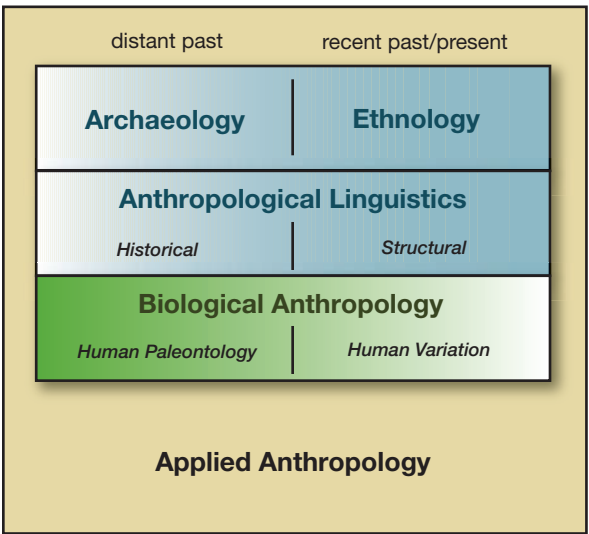 distant past recent past/present
Archaeology Ethnology
Anthropological Linguistics
Historical Structural
Biological Anthropology
Human Paleontology Human Variation
Applied Anthropology